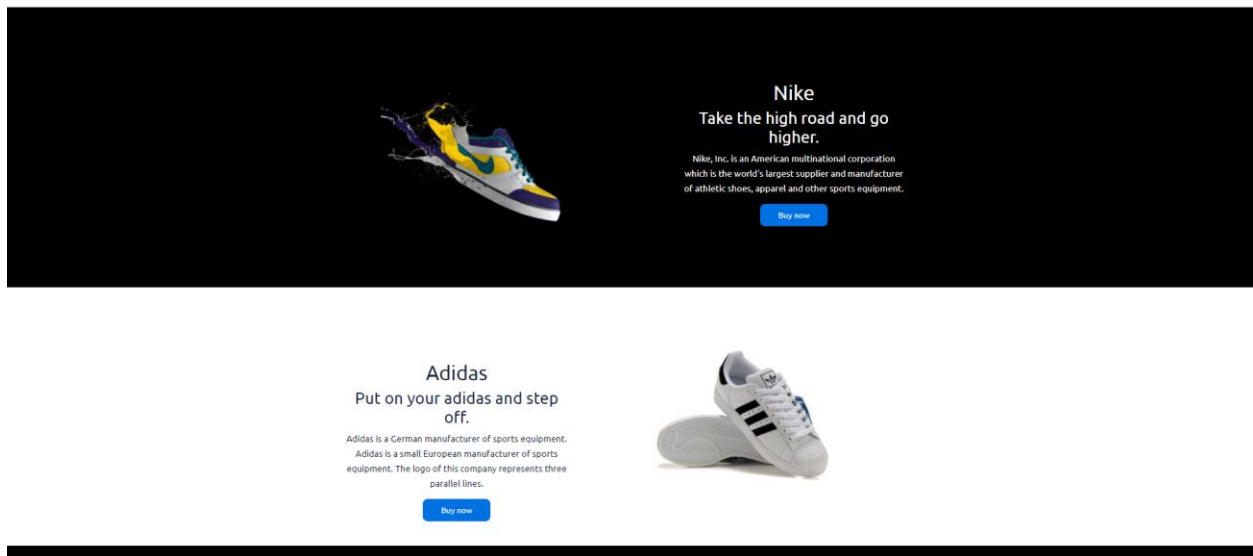 Nike
Take the high road and go
higher.
Nike, Inc. is an American multinational corporation
which is the world's largest supplier and manufacturer
of athletic shoes, apparel and other sports equipment.
Buy now
Adidas
Put on your adidas and step
off.
Adidas is a German manufacturer of sports equipment.
Adidas is a small European manufacturer of sports
equipment. The logo of this company represents three
parallel lines.
Buy now